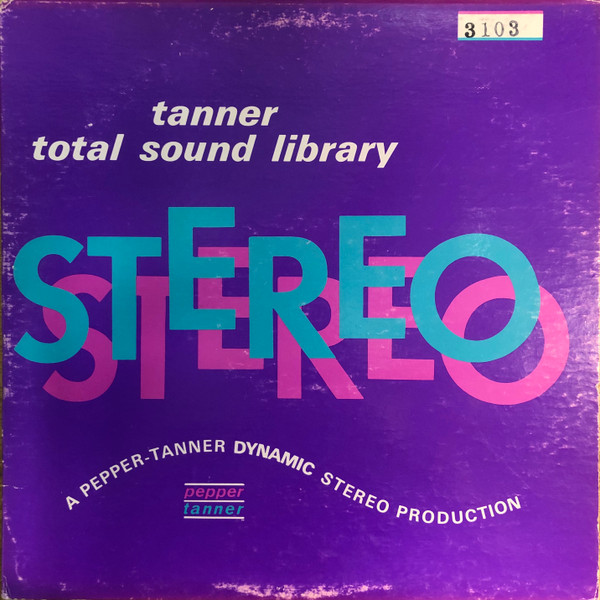 3103
tanner
total sound library
STEREO
STEREO
A PEPPER-TANNER DYNAMIC STEREO PRODUCTION
pepper
tanner